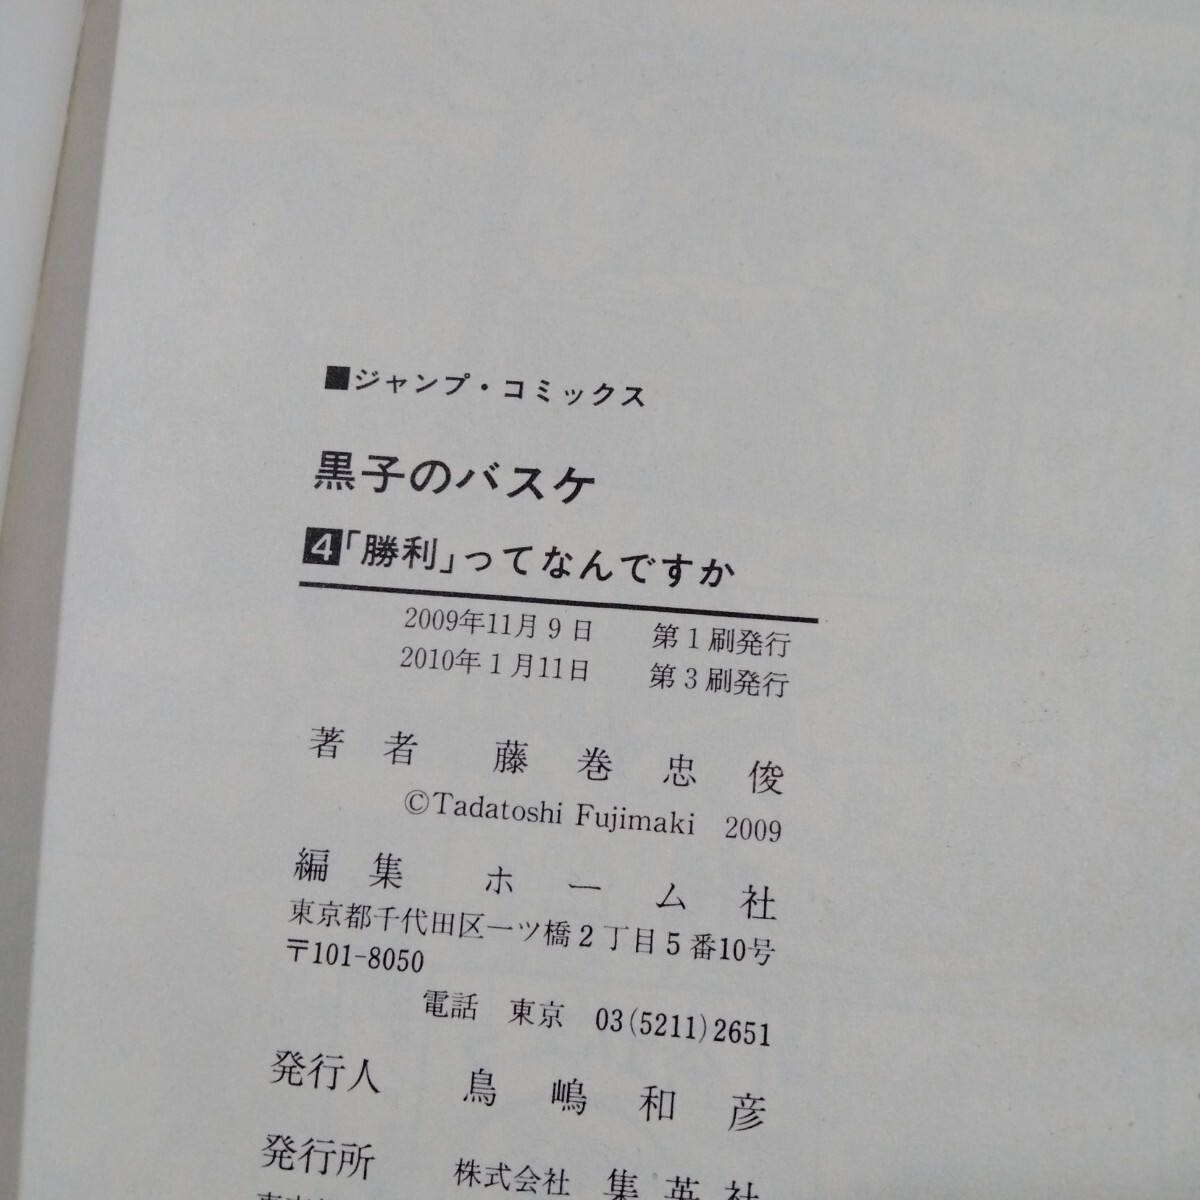 ■ジャンプ・コミックス
黒子のバスケ
4「勝利」ってなんですか
2009年11月9日 第1刷発行
2010年1月11日 第3刷発行
著者 藤巻忠俊
©Tadatoshi Fujimaki 2009
編集 ホーム社
東京都千代田区一ツ橋2丁目5番10号
〒101-8050
電話 東京 03(5211)2651
発行人 鳥嶋和彦
発行所 株式会社 集英社